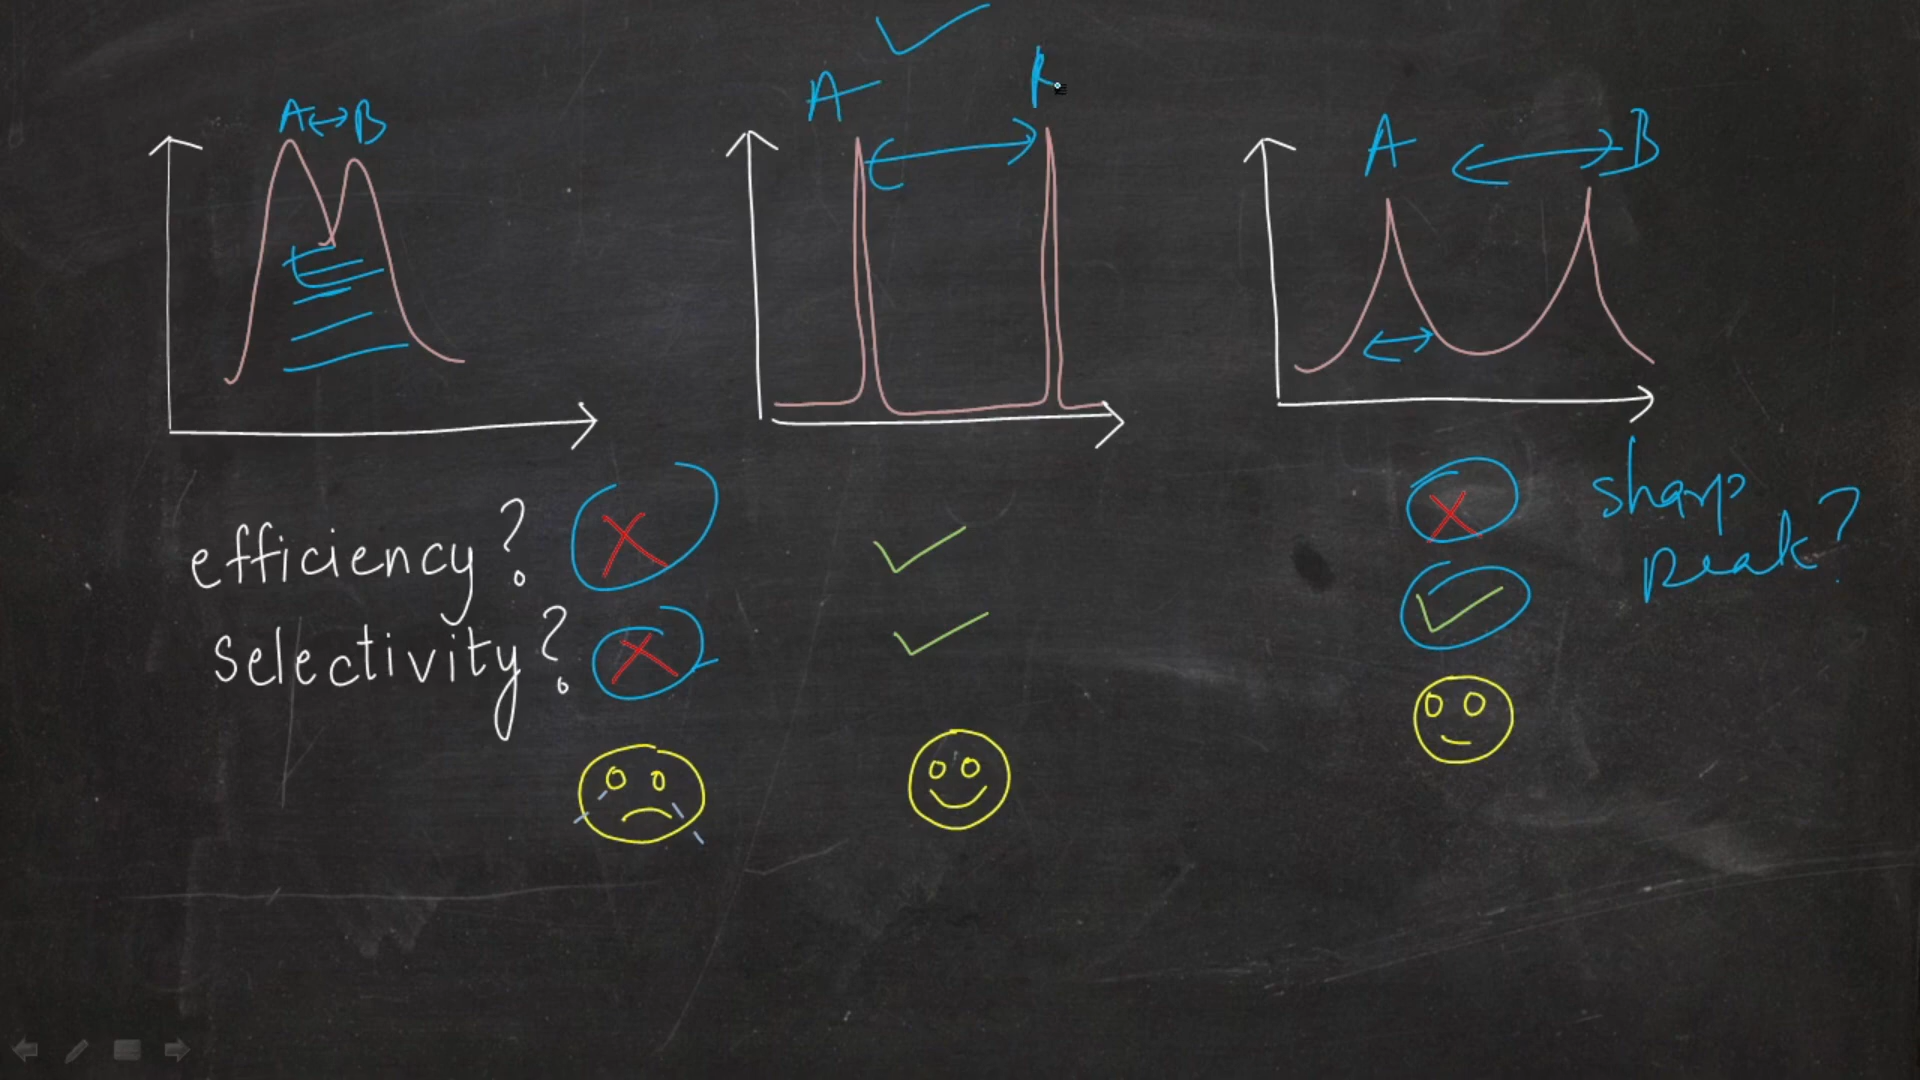 A B
A
A B
efficiency?
selectivity?
sharp
peak?